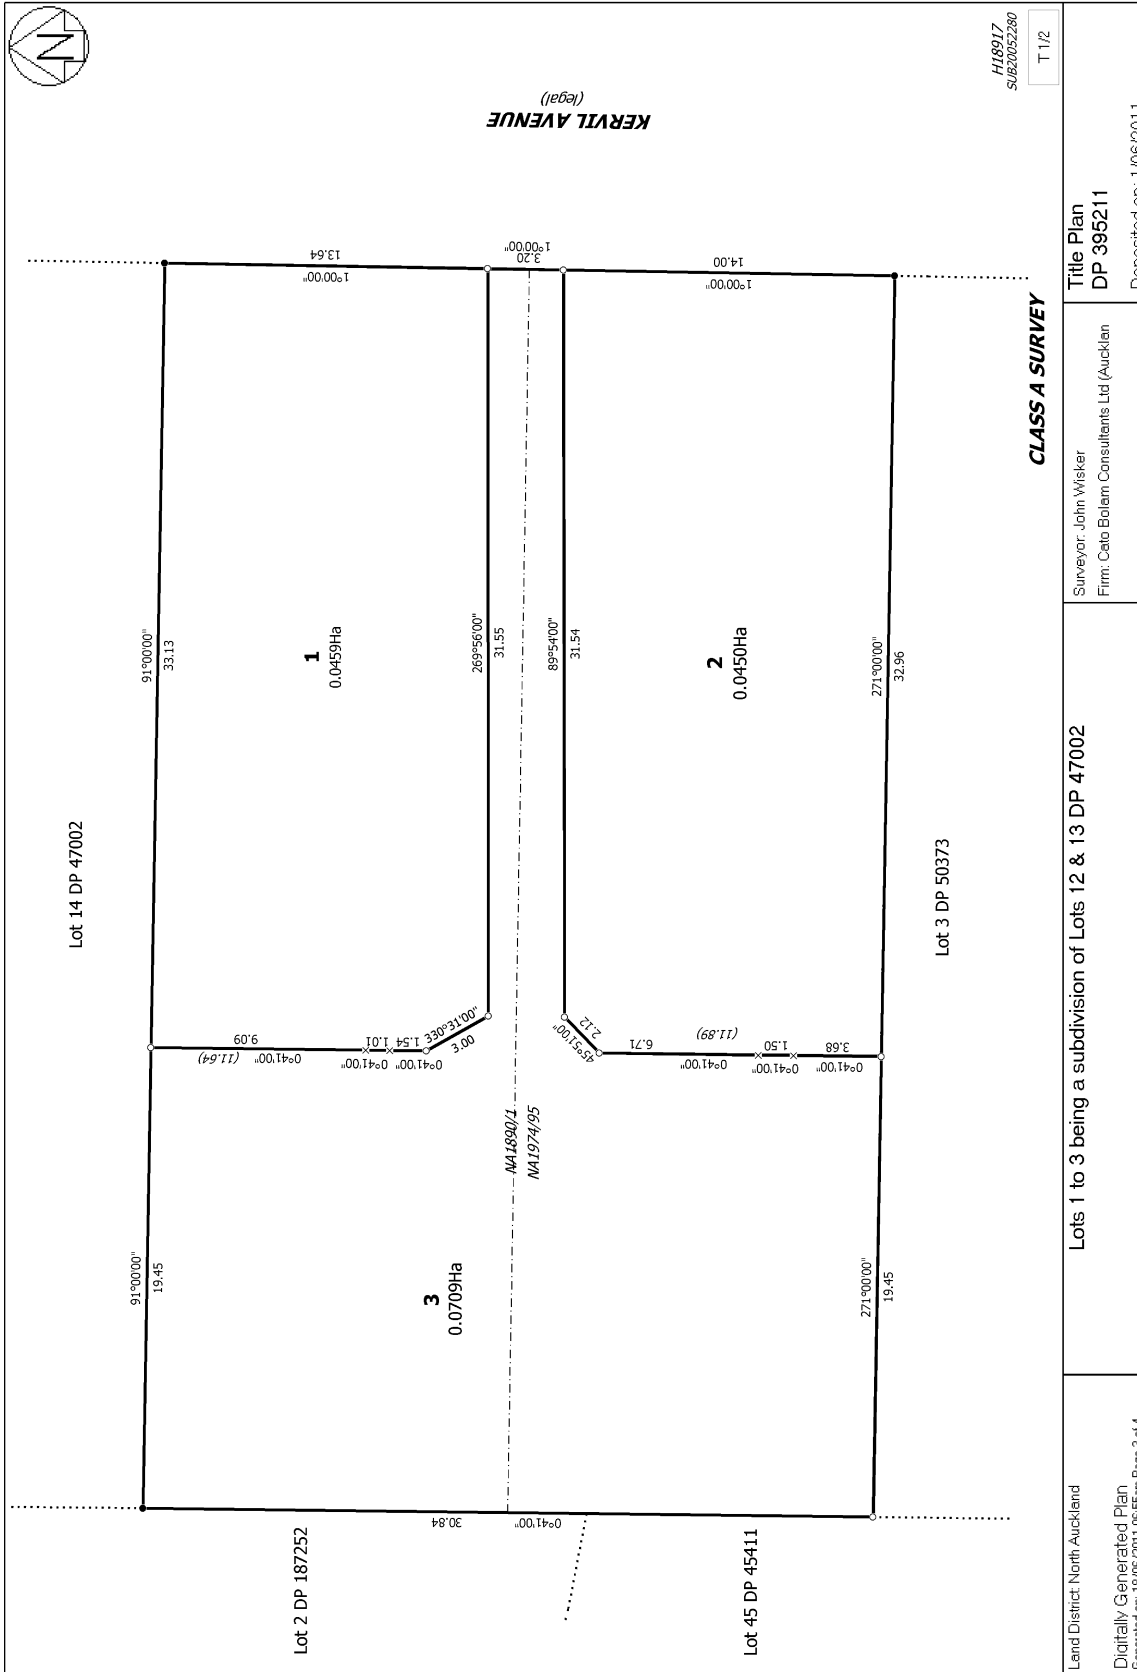 N
Lot 14 DP 47002
Lot 2 DP 187252
91°00'00"
19.45
91°00'00"
33.13
13.64
1°00'00"
3.20
1°00'00"
14.00
1°00'00"
KERVIL AVENUE
(legal)
9.09
(11.64)
0°41'00"
1.01
0°41'00"
1.54
0°41'00"
330°31'00"
3.00
1
0.0459Ha
269°56'00"
31.55
89°54'00"
31.54
2
0.0450Ha
45°51'00"
2.12
6.71
(11.89)
0°41'00"
1.50
0°41'00"
3.68
0°41'00"
NA1890/1
NA1974/95
3
0.0709Ha
30.84
0°41'00"
271°00'00"
19.45
271°00'00"
32.96
Lot 45 DP 45411
Lot 3 DP 50373
CLASS A SURVEY
H18917
SUB20052280
T 1/2
Land District: North Auckland
Digitally Generated Plan
Lots 1 to 3 being a subdivision of Lots 12 & 13 DP 47002
Surveyor: John Wisker
Firm: Cato Bolam Consultants Ltd (Aucklan
Title Plan
DP 395211
Deposited on: 1/06/2011